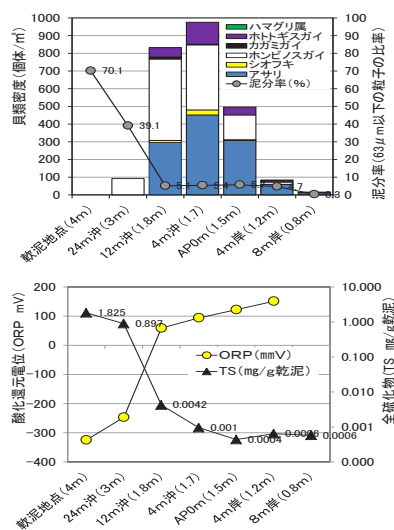 貝類密度(個体/㎡)
1000
900
800
700
600
500
400
300
200
100
0
ハマグリ属
ホトトギスガイ
カガミガイ
ホンビノスガイ
シオフキ
アサリ
泥分率(%)
70.1
39.1
5.1
5.4
100
90
80
70
60
50
40
30
20
10
0
泥分率(63μm以下の粒子の比率)
軟泥地点(4m)
24m沖(3m)
12m沖(1.8m)
4m沖(1.7)
AP0m(1.5m)
4m岸(1.2m)
8m岸(0.8m)
酸化還元電位(ORP mV)
200
100
0
−100
−200
−300
−400
1.825
0.897
0.0042
0.001
0.0004
0.0006
0.0006
ORP(mmV)
TS(mg/g乾泥)
10.000
1.000
0.100
0.010
0.001
0.000
全硫化物(TS mg/g乾泥)
軟泥地点(4m)
24m沖(3m)
12m沖(1.8m)
4m沖(1.7)
AP0m(1.5m)
4m岸(1.2m)
8m岸(0.8m)